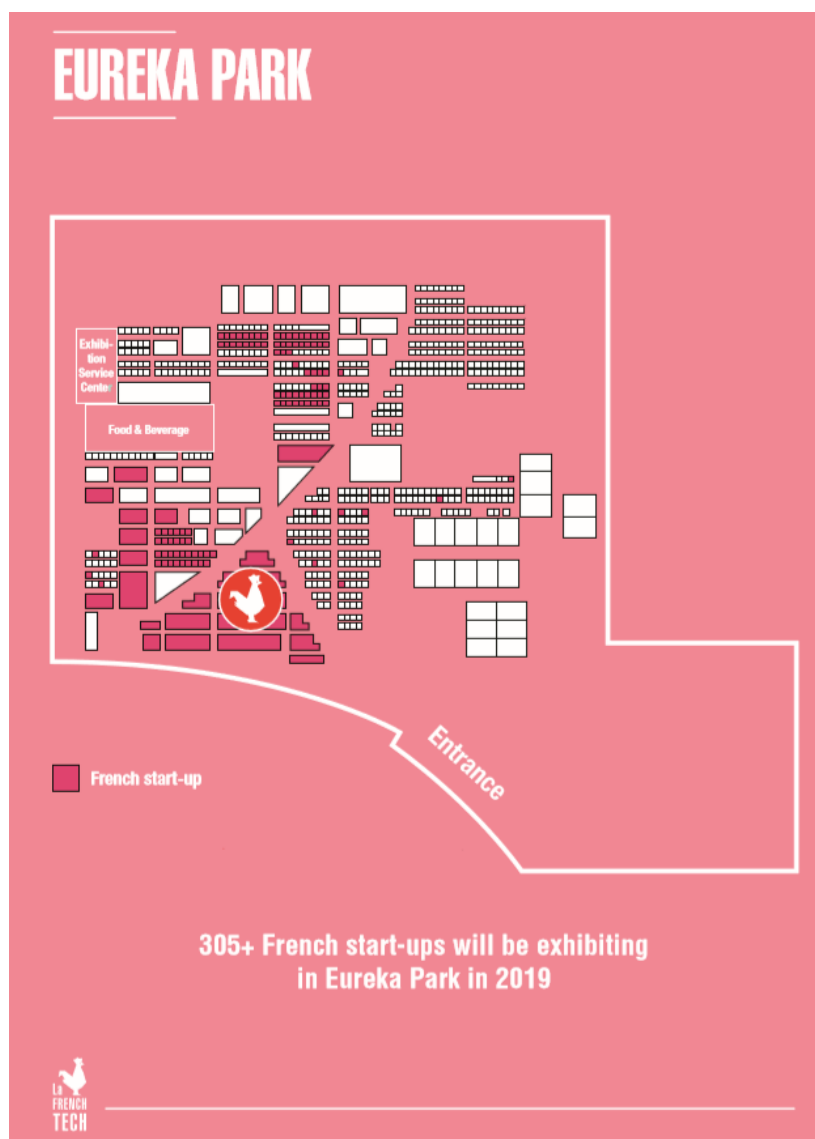 EUREKA PARK
Exhibi-
tion
Service
Center
Food & Beverage
Entrance
French start-up
305+ French start-ups will be exhibiting
in Eureka Park in 2019
La
FRENCH
TECH